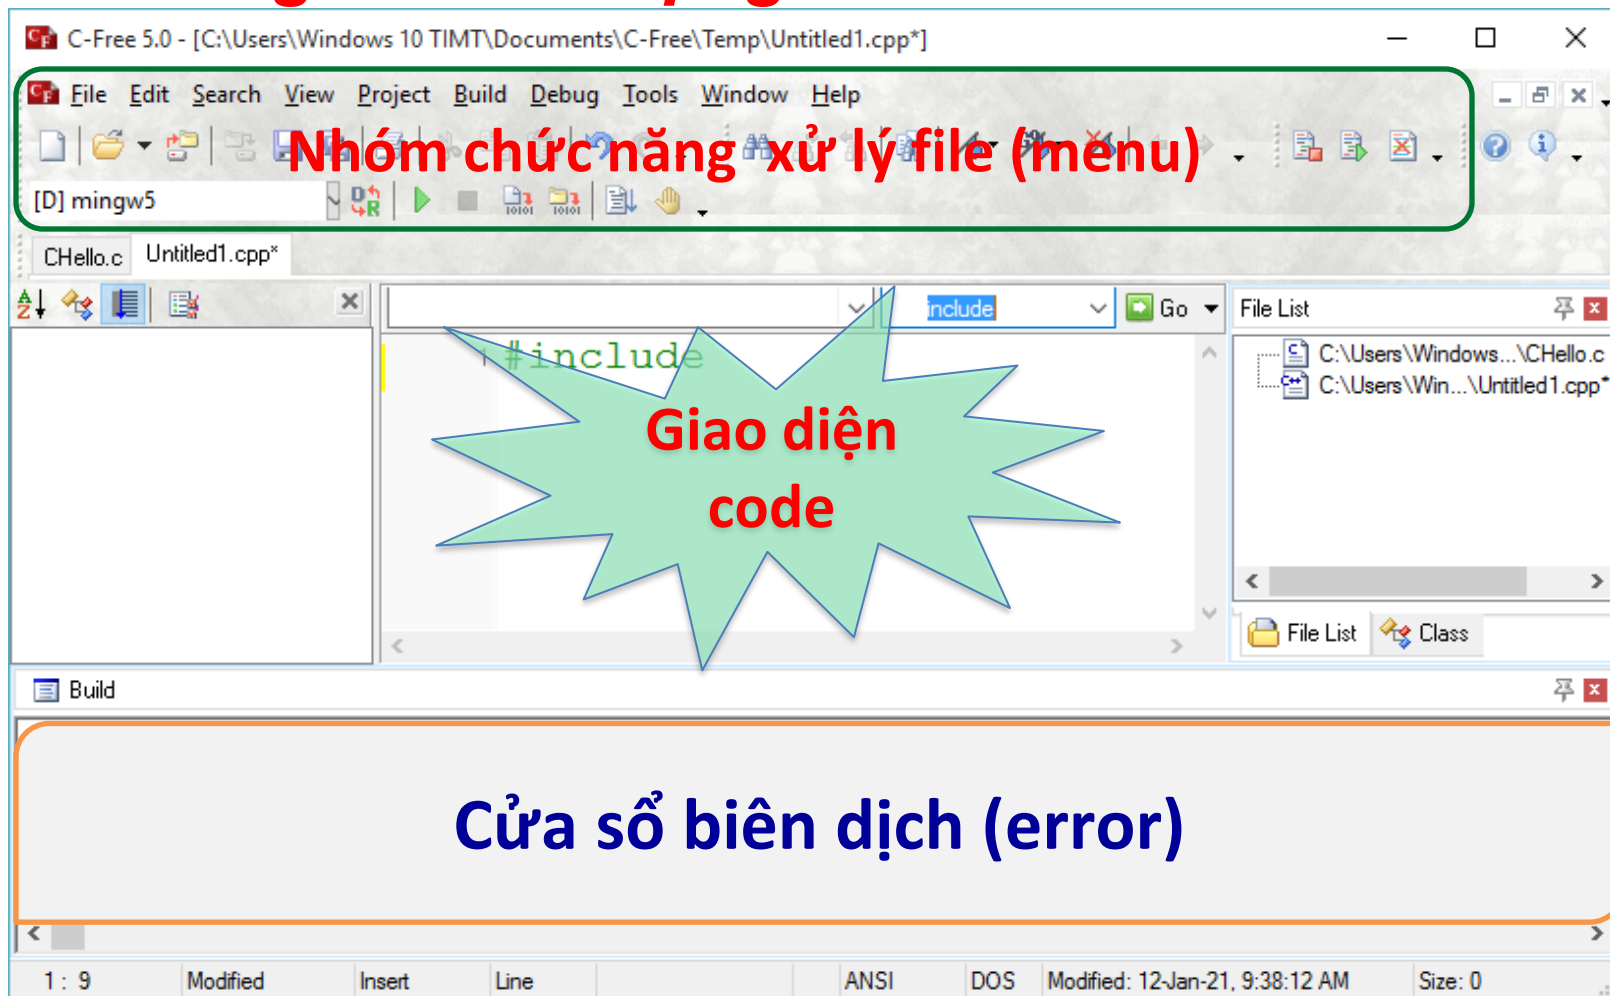 C-Free 5.0 - [C:\Users\Windows 10 TIMT\Documents\C-Free\Temp\Untitled1.cpp*]
File Edit Search View Project Build Debug Tools Window Help
Nhóm chức năng xử lý file (menu)
[D] mingw5
CHello.c Untitled1.cpp*
include Go File List
1 #include
C:\Users\Windows...\CHello.c
C:\Users\Win...\Untitled1.cpp*
Giao diện
code
File List Class
Build
Cửa sổ biên dịch (error)
1 : 9 Modified Insert Line ANSI DOS Modified: 12-Jan-21, 9:38:12 AM Size: 0